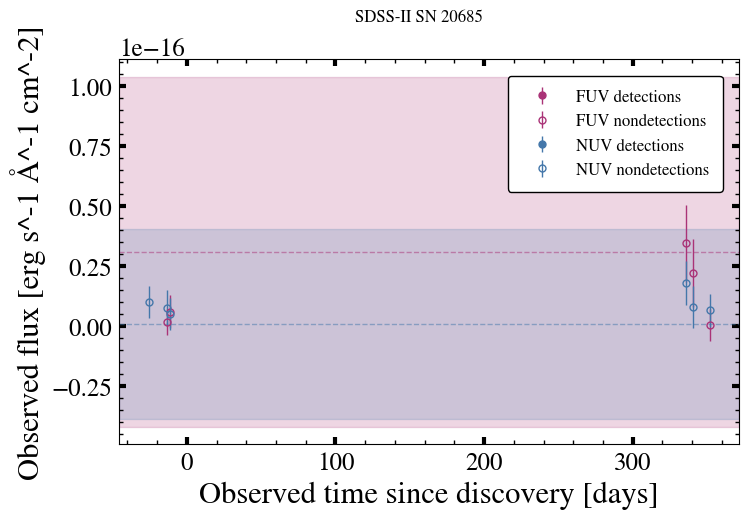 SDSS-II SN 20685
1e−16
Observed flux [erg s^-1 Å^-1 cm^-2]
1.00
0.75
0.50
0.25
0.00
−0.25
FUV detections
FUV nondetections
NUV detections
NUV nondetections
0 100 200 300
Observed time since discovery [days]